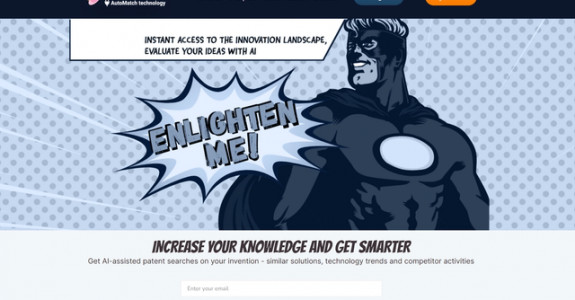 AutoMatch technology
INSTANT ACCESS TO THE INNOVATION LANDSCAPE,
EVALUATE YOUR IDEAS WITH AI
ENLIGHTEN
ME!
INCREASE YOUR KNOWLEDGE AND GET SMARTER
Get AI-assisted patent searches on your invention - similar solutions, technology trends and competitor activities
Enter your email